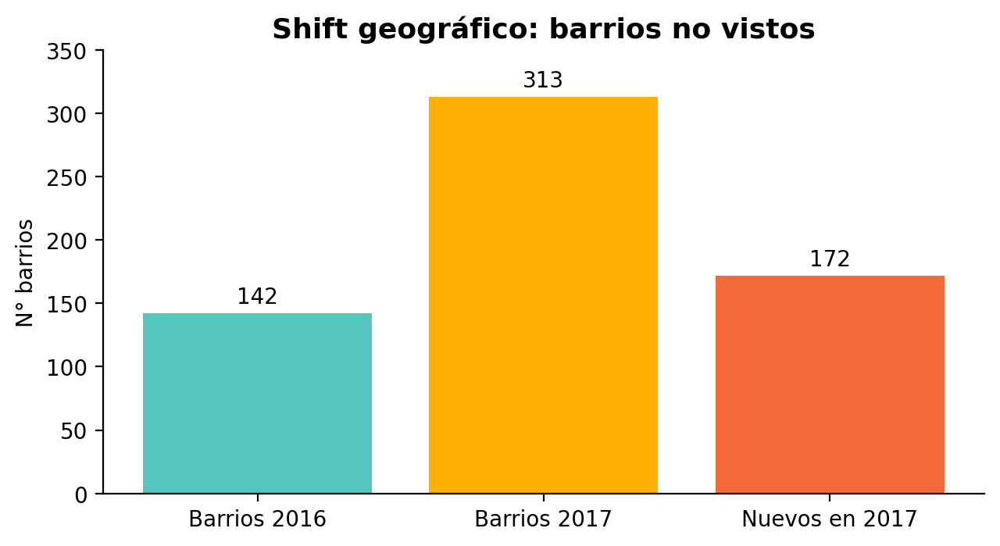 Shift geográfico: barrios no vistos
350
300
250
200
150
100
50
0
N° barrios
142
313
172
Barrios 2016
Barrios 2017
Nuevos en 2017